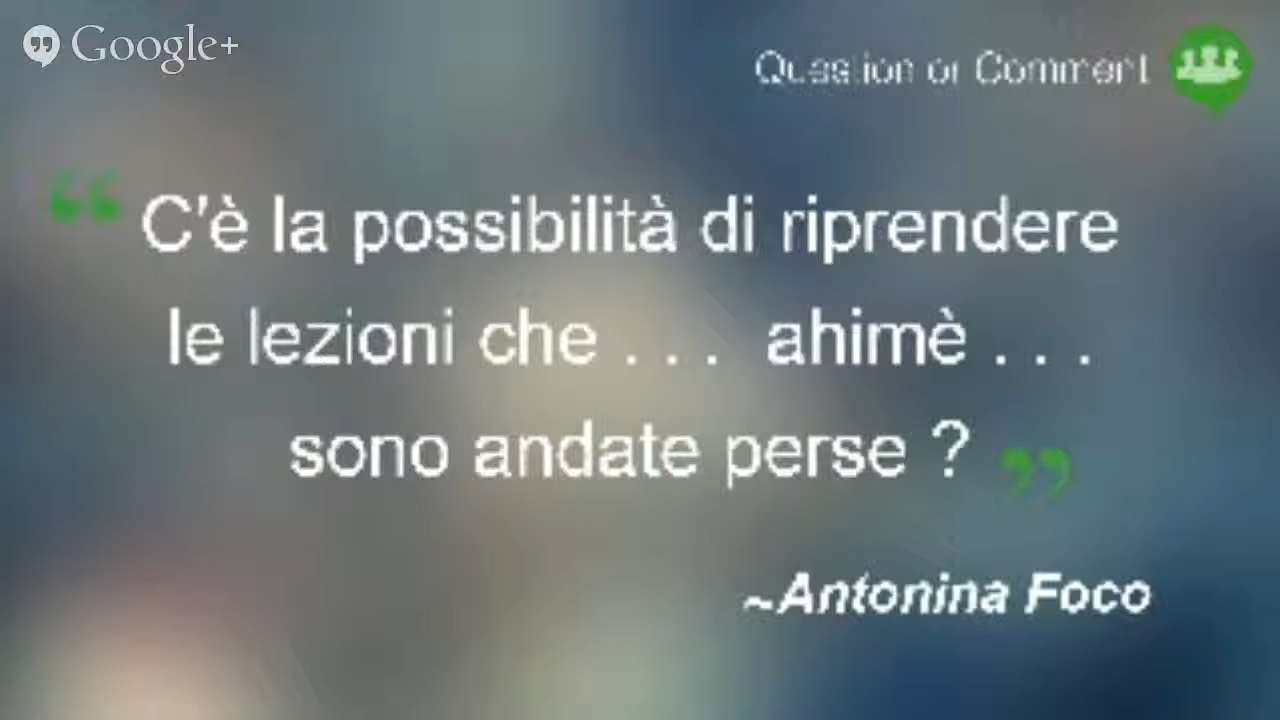 Google+
Question or Comment
“ C'è la possibilità di riprendere
le lezioni che . . . ahimè . . .
sono andate perse ? ”
~Antonina Foco